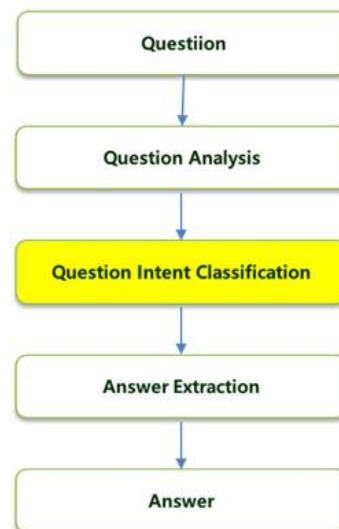 Questiion
Question Analysis
Question Intent Classification
Answer Extraction
Answer